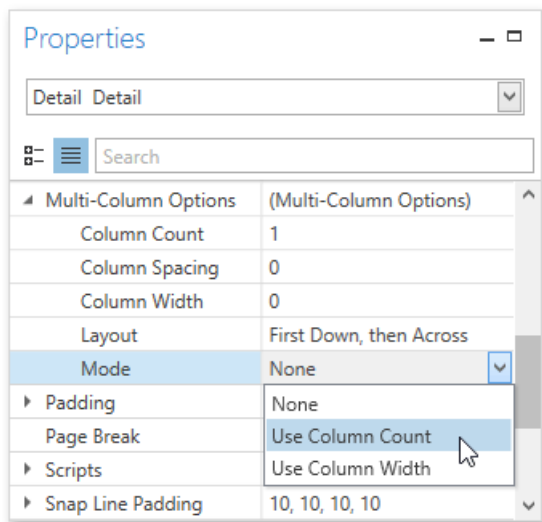 Properties
Detail Detail
Search
Multi-Column Options (Multi-Column Options)
Column Count 1
Column Spacing 0
Column Width 0
Layout First Down, then Across
Mode None
Padding None
Page Break Use Column Count
Scripts Use Column Width
Snap Line Padding 10, 10, 10, 10